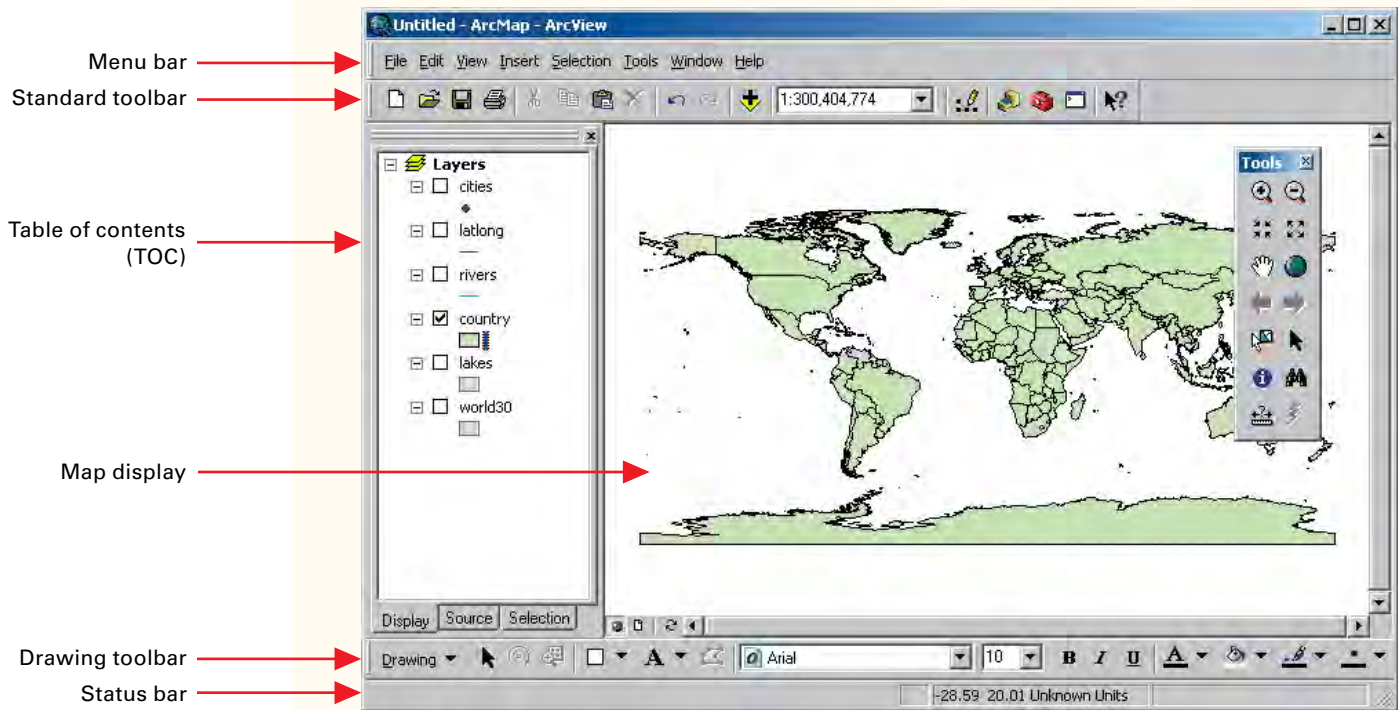 Untitled - ArcMap - ArcView
Menu bar
File Edit View Insert Selection Tools Window Help
Standard toolbar
1:300,404,774
Layers
cities
latlong
rivers
country
lakes
world30
Table of contents
(TOC)
Tools
Map display
Display Source Selection
Drawing toolbar
Drawing A Arial 10 B I U A
Status bar
-28.59 20.01 Unknown Units